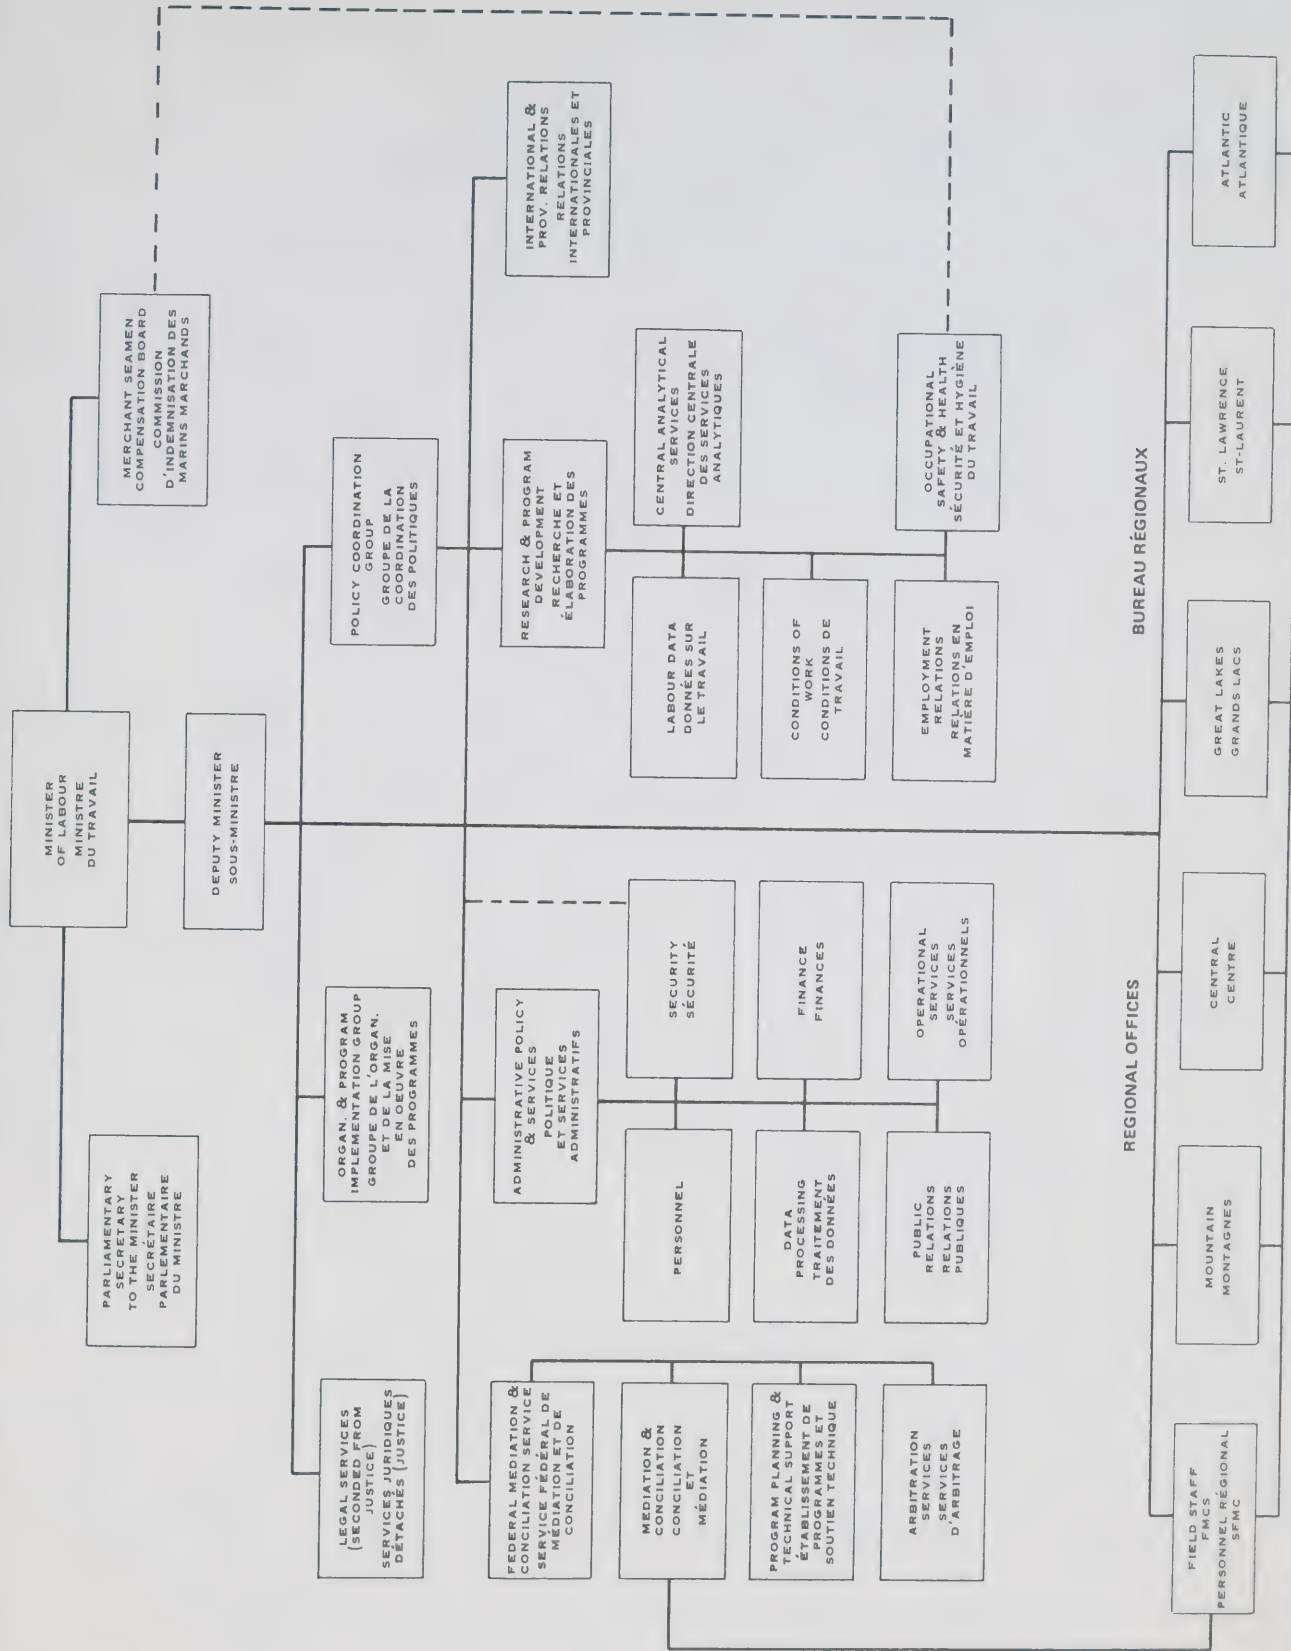 MINISTER
OF LABOUR
MINISTRE
DU TRAVAIL
PARLIAMENTARY
SECRETARY
TO THE MINISTER
SECRÉTAIRE
PARLEMENTAIRE
DU MINISTRE
MERCHANT SEAMEN
COMPENSATION BOARD
COMMISSION
D'INDEMNISATION DES
MARINS MARCHANDS
DEPUTY MINISTER
SOUS-MINISTRE
LEGAL SERVICES
(SECONDED FROM
JUSTICE)
SERVICES JURIDIQUES
DÉTACHÉS (JUSTICE)
ORGAN. & PROGRAM
IMPLEMENTATION GROUP
GROUPE DE L'ORGAN.
ET DE LA MISE
EN OEUVRE
DES PROGRAMMES
POLICY COORDINATION
GROUP
GROUPE DE LA
COORDINATION
DES POLITIQUES
FEDERAL MEDIATION &
CONCILIATION SERVICE
SERVICE FÉDÉRAL DE
MÉDIATION ET DE
CONCILIATION
ADMINISTRATIVE POLICY
& SERVICES
POLITIQUE
ET SERVICES
ADMINISTRATIFS
RESEARCH & PROGRAM
DEVELOPMENT
RECHERCHE ET
ÉLABORATION DES
PROGRAMMES
INTERNATIONAL &
PROV. RELATIONS
RELATIONS
INTERNATIONALES ET
PROVINCIALES
MEDIATION &
CONCILIATION
CONCILIATION
ET
MÉDIATION
PERSONNEL
SECURITY
SÉCURITÉ
LABOUR DATA
DONNÉES SUR
LE TRAVAIL
CENTRAL ANALYTICAL
SERVICES
DIRECTION CENTRALE
DES SERVICES
ANALYTIQUES
PROGRAM PLANNING &
TECHNICAL SUPPORT
ÉTABLISSEMENT DE
PROGRAMMES ET
SOUTIEN TECHNIQUE
DATA
PROCESSING
TRAITEMENT
DES DONNÉES
FINANCE
FINANCES
CONDITIONS OF
WORK
CONDITIONS DE
TRAVAIL
ARBITRATION
SERVICES
SERVICES
D'ARBITRAGE
PUBLIC
RELATIONS
RELATIONS
PUBLIQUES
OPERATIONAL
SERVICES
SERVICES
OPÉRATIONNELS
EMPLOYMENT
RELATIONS
RELATIONS EN
MATIÈRE D'EMPLOI
OCCUPATIONAL
SAFETY & HEALTH
SÉCURITÉ ET HYGIÈNE
DU TRAVAIL
REGIONAL OFFICES
BUREAU RÉGIONAUX
FIELD STAFF
FMCS
PERSONNEL RÉGIONAL
SFMC
MOUNTAIN
MONTAGNES
CENTRAL
CENTRE
GREAT LAKES
GRANDS LACS
ST. LAWRENCE
ST-LAURENT
ATLANTIC
ATLANTIQUE